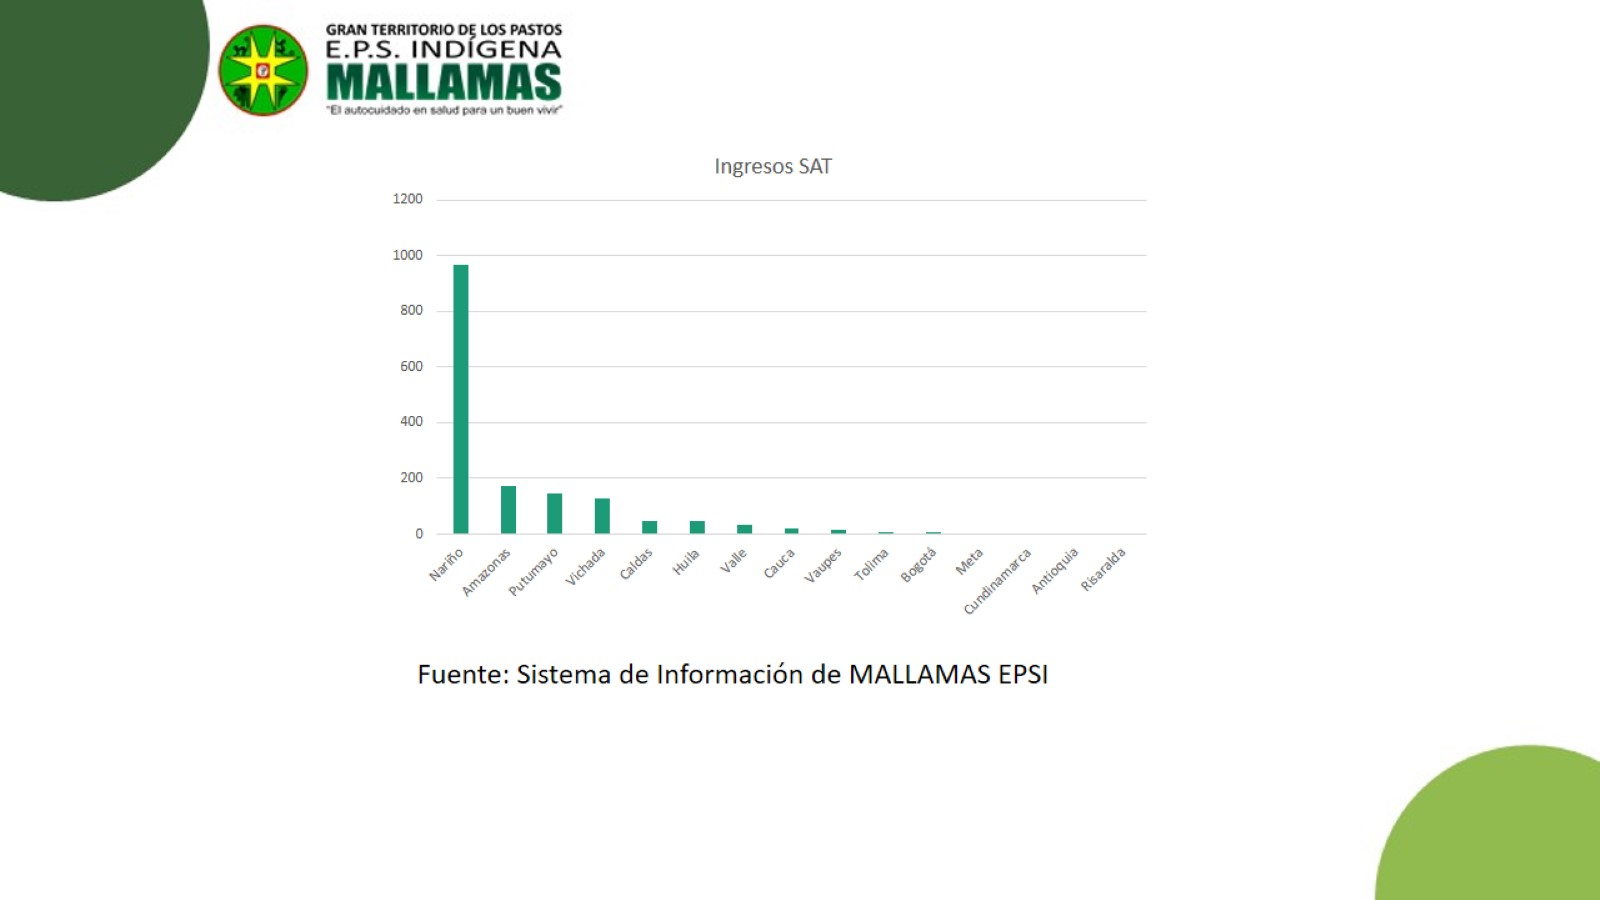 GRAN TERRITORIO DE LOS PASTOS
E.P.S. INDÍGENA
MALLAMAS
"El autocuidado en salud para un buen vivir"
Ingresos SAT
1200
1000
800
600
400
200
0
Nariño
Amazonas
Putumayo
Vichada
Caldas
Huila
Valle
Cauca
Vaupes
Tolima
Bogotá
Meta
Cundinamarca
Antioquia
Risaralda
Fuente: Sistema de Información de MALLAMAS EPSI